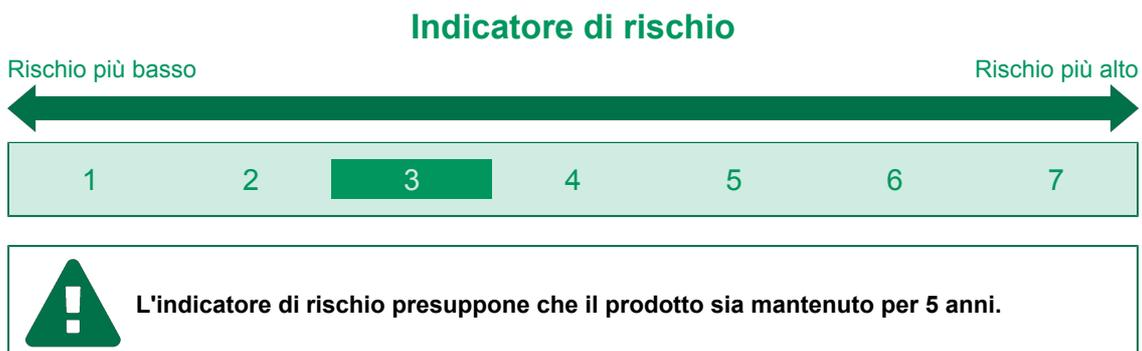 Indicatore di rischio
Rischio più basso Rischio più alto
1 2 3 4 5 6 7
L'indicatore di rischio presuppone che il prodotto sia mantenuto per 5 anni.